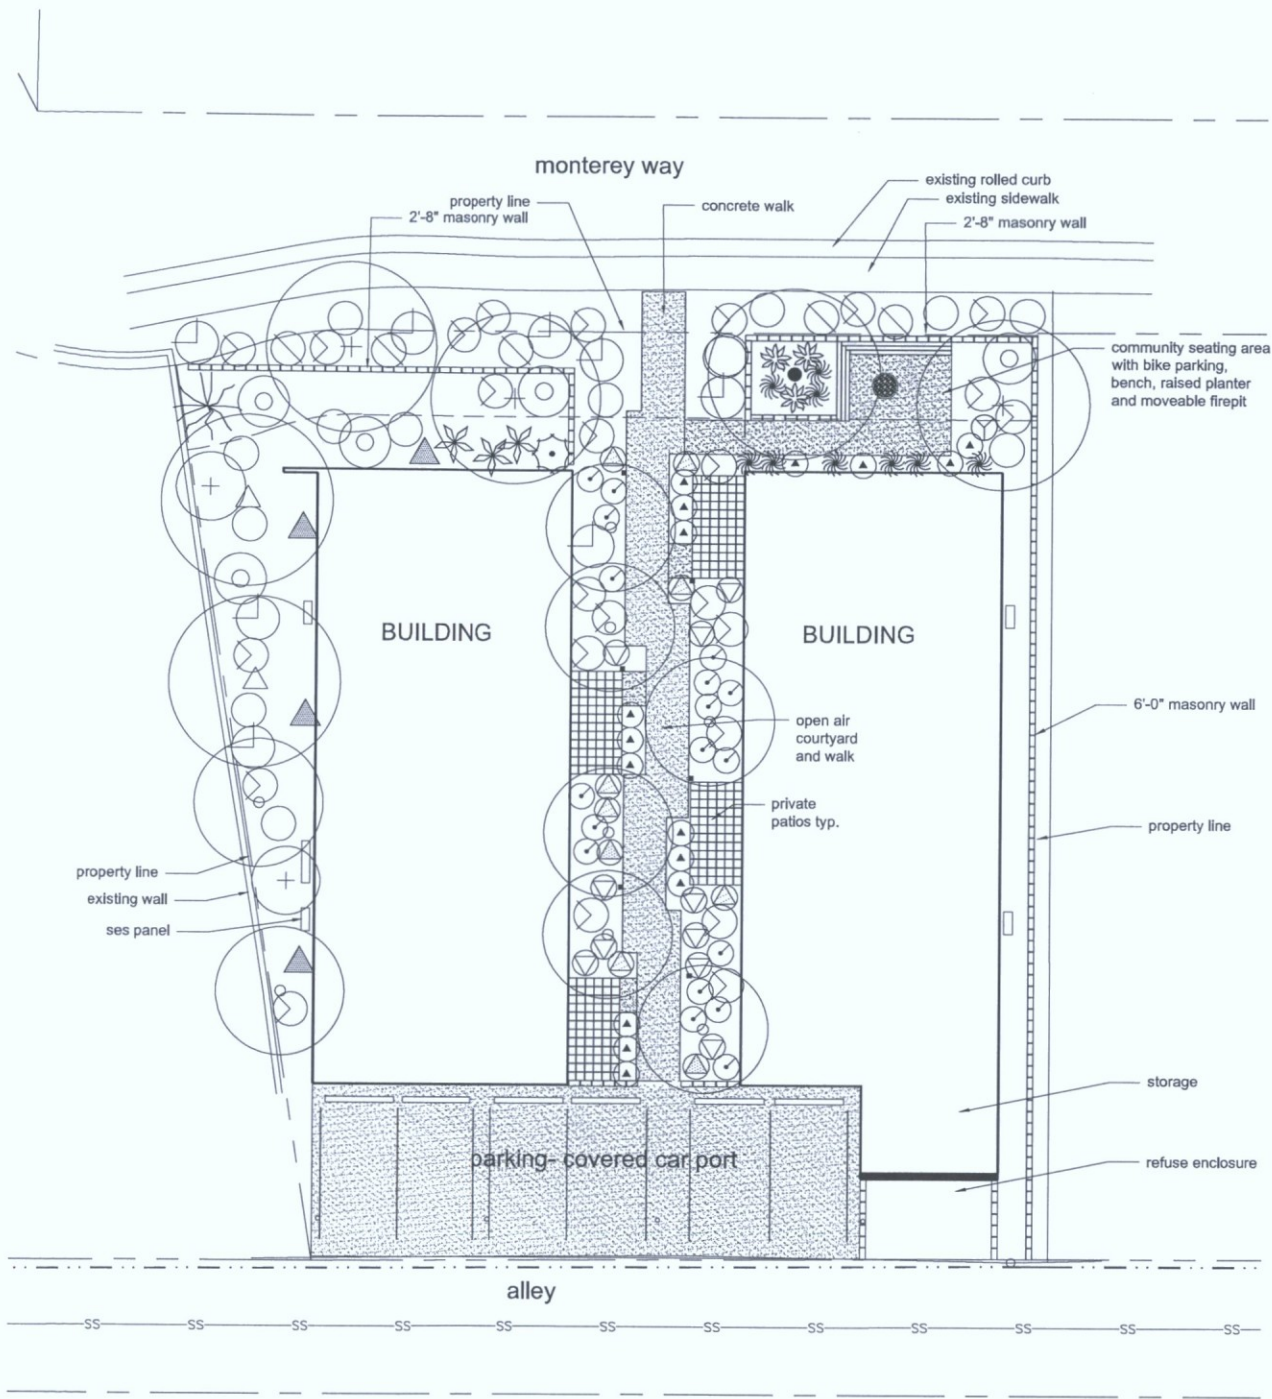 monterey way
existing rolled curb
property line
existing sidewalk
concrete walk
2'-8" masonry wall
2'-8" masonry wall
community seating area
with bike parking,
bench, raised planter
and moveable firepit
BUILDING
BUILDING
6'-0" masonry wall
open air
courtyard
and walk
private
patios typ.
property line
property line
existing wall
ses panel
storage
parking- covered car port
refuse enclosure
alley
SS SS SS SS SS SS SS SS SS SS SS SS